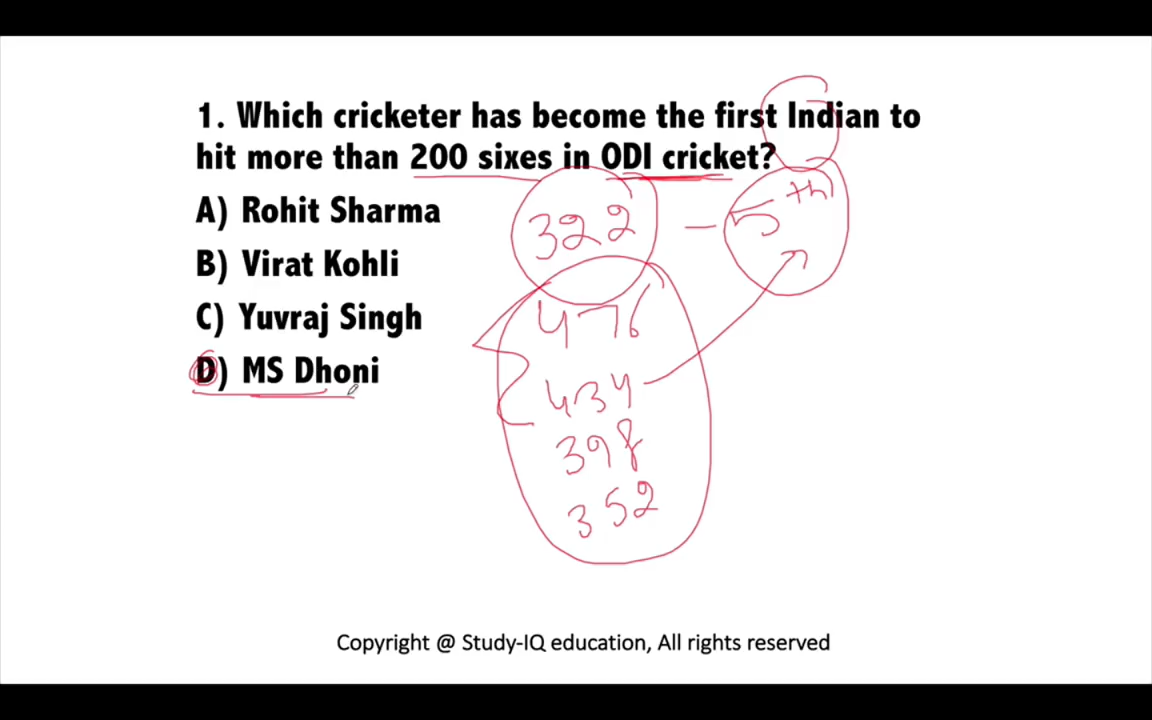 1. Which cricketer has become the first Indian to
hit more than 200 sixes in ODI cricket?
A) Rohit Sharma
B) Virat Kohli
C) Yuvraj Singh
D) MS Dhoni
322 - 5th
476
434
398
352
Copyright @ Study-IQ education, All rights reserved